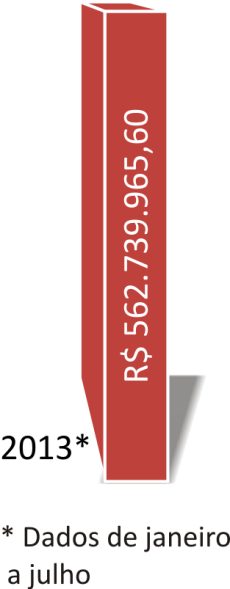 R$ 562.739.965,60
2013*
* Dados de janeiro
a julho